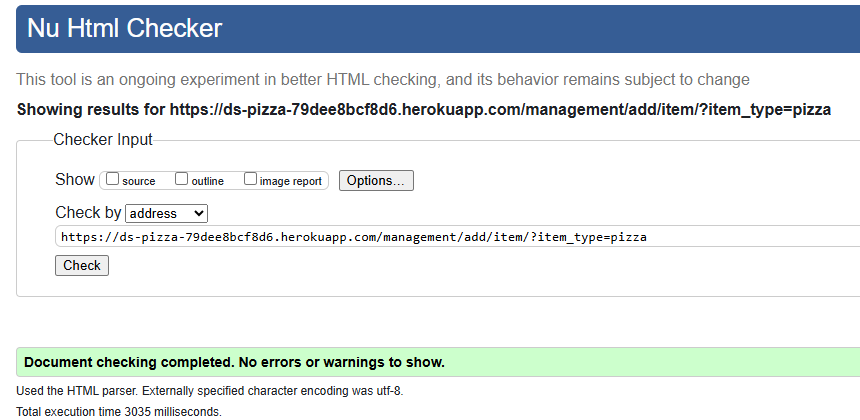 Nu Html Checker
This tool is an ongoing experiment in better HTML checking, and its behavior remains subject to change
Showing results for https://ds-pizza-79dee8bcf8d6.herokuapp.com/management/add/item/?item_type=pizza
Checker Input
Show source outline image report Options...
Check by address
https://ds-pizza-79dee8bcf8d6.herokuapp.com/management/add/item/?item_type=pizza
Check
Document checking completed. No errors or warnings to show.
Used the HTML parser. Externally specified character encoding was utf-8.
Total execution time 3035 milliseconds.